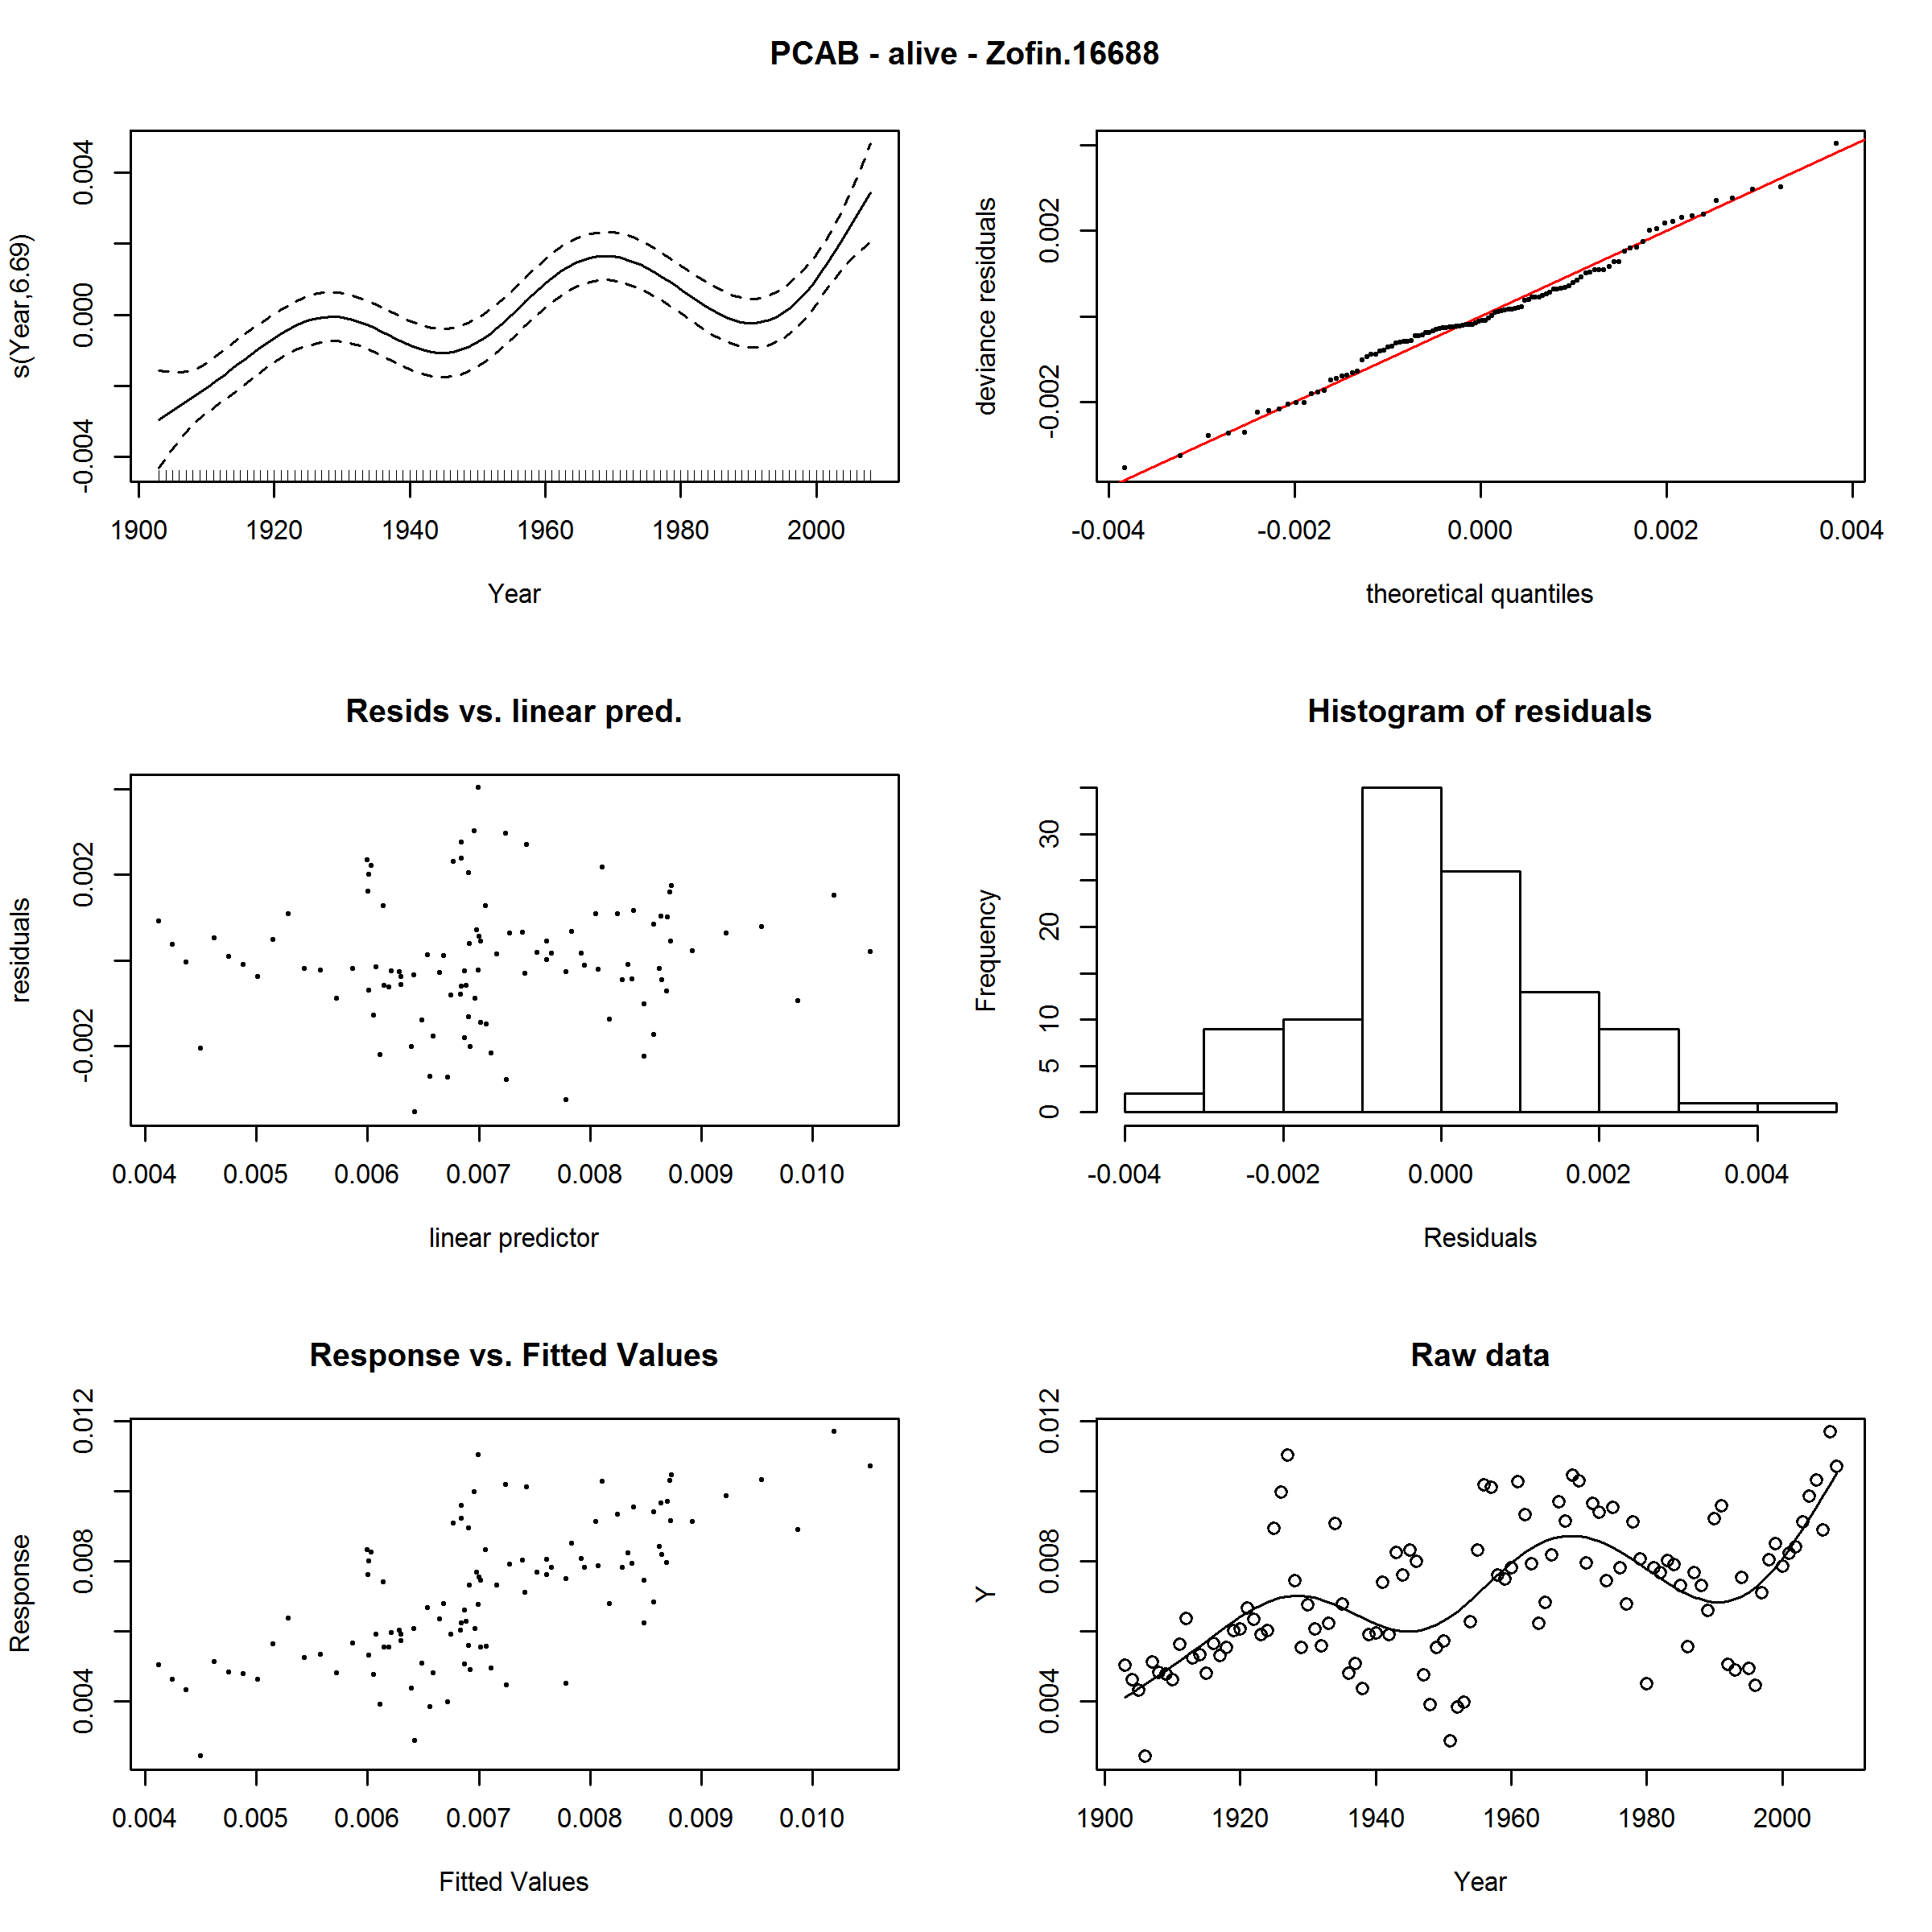 PCAB - alive - Zofin.16688
s(Year,6.69)
0.004
0.000
-0.004
1900 1920 1940 1960 1980 2000
Year
deviance residuals
0.002
-0.002
-0.004 -0.002 0.000 0.002 0.004
theoretical quantiles
Resids vs. linear pred.
residuals
0.002
-0.002
0.004 0.005 0.006 0.007 0.008 0.009 0.010
linear predictor
Histogram of residuals
Frequency
30
20
10
5
0
-0.004 -0.002 0.000 0.002 0.004
Residuals
Response vs. Fitted Values
Response
0.012
0.008
0.004
0.004 0.005 0.006 0.007 0.008 0.009 0.010
Fitted Values
Raw data
Y
0.012
0.008
0.004
1900 1920 1940 1960 1980 2000
Year